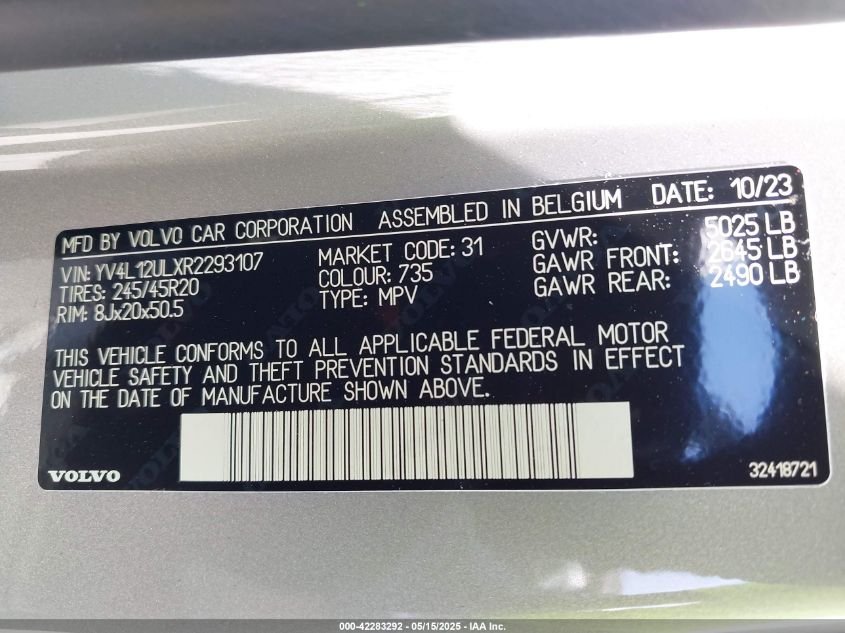 MFD BY VOLVO CAR CORPORATION ASSEMBLED IN BELGIUM DATE: 10/23
VIN: YV4L12ULXR2293107 MARKET CODE: 31 GVWR: 5025 LB
TIRES: 245/45R20 COLOUR: 735 GAWR FRONT: 2645 LB
RIM: 8Jx20x50.5 TYPE: MPV GAWR REAR: 2490 LB
THIS VEHICLE CONFORMS TO ALL APPLICABLE FEDERAL MOTOR
VEHICLE SAFETY AND THEFT PREVENTION STANDARDS IN EFFECT
ON THE DATE OF MANUFACTURE SHOWN ABOVE.
VOLVO 32418721
000-42283292 - 05/15/2025 - IAA Inc.